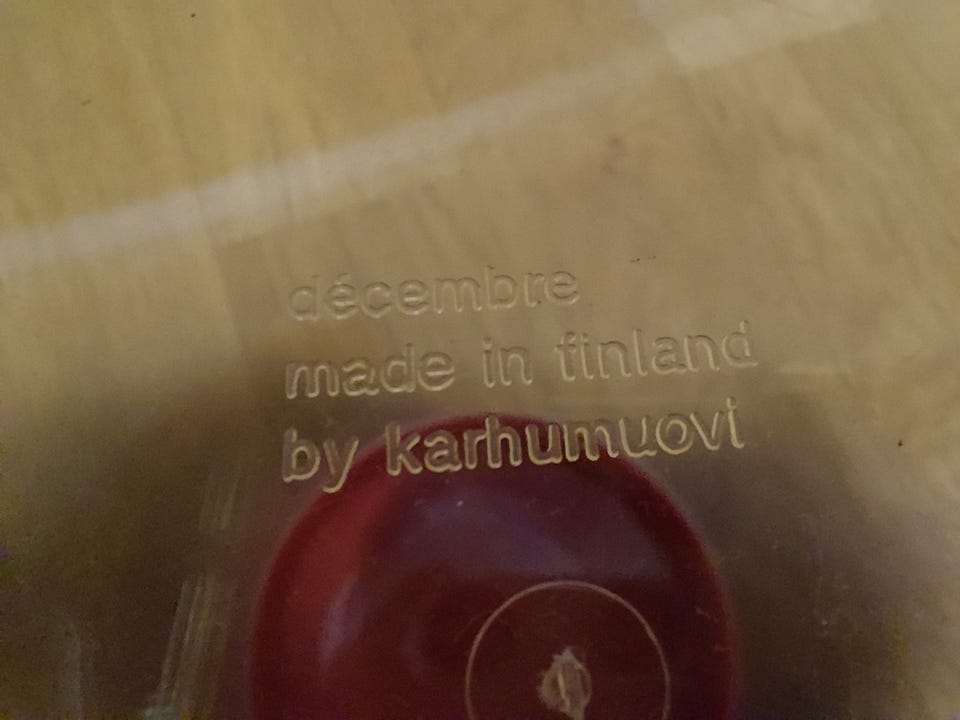 décembre
made in finland
by karhumuovi